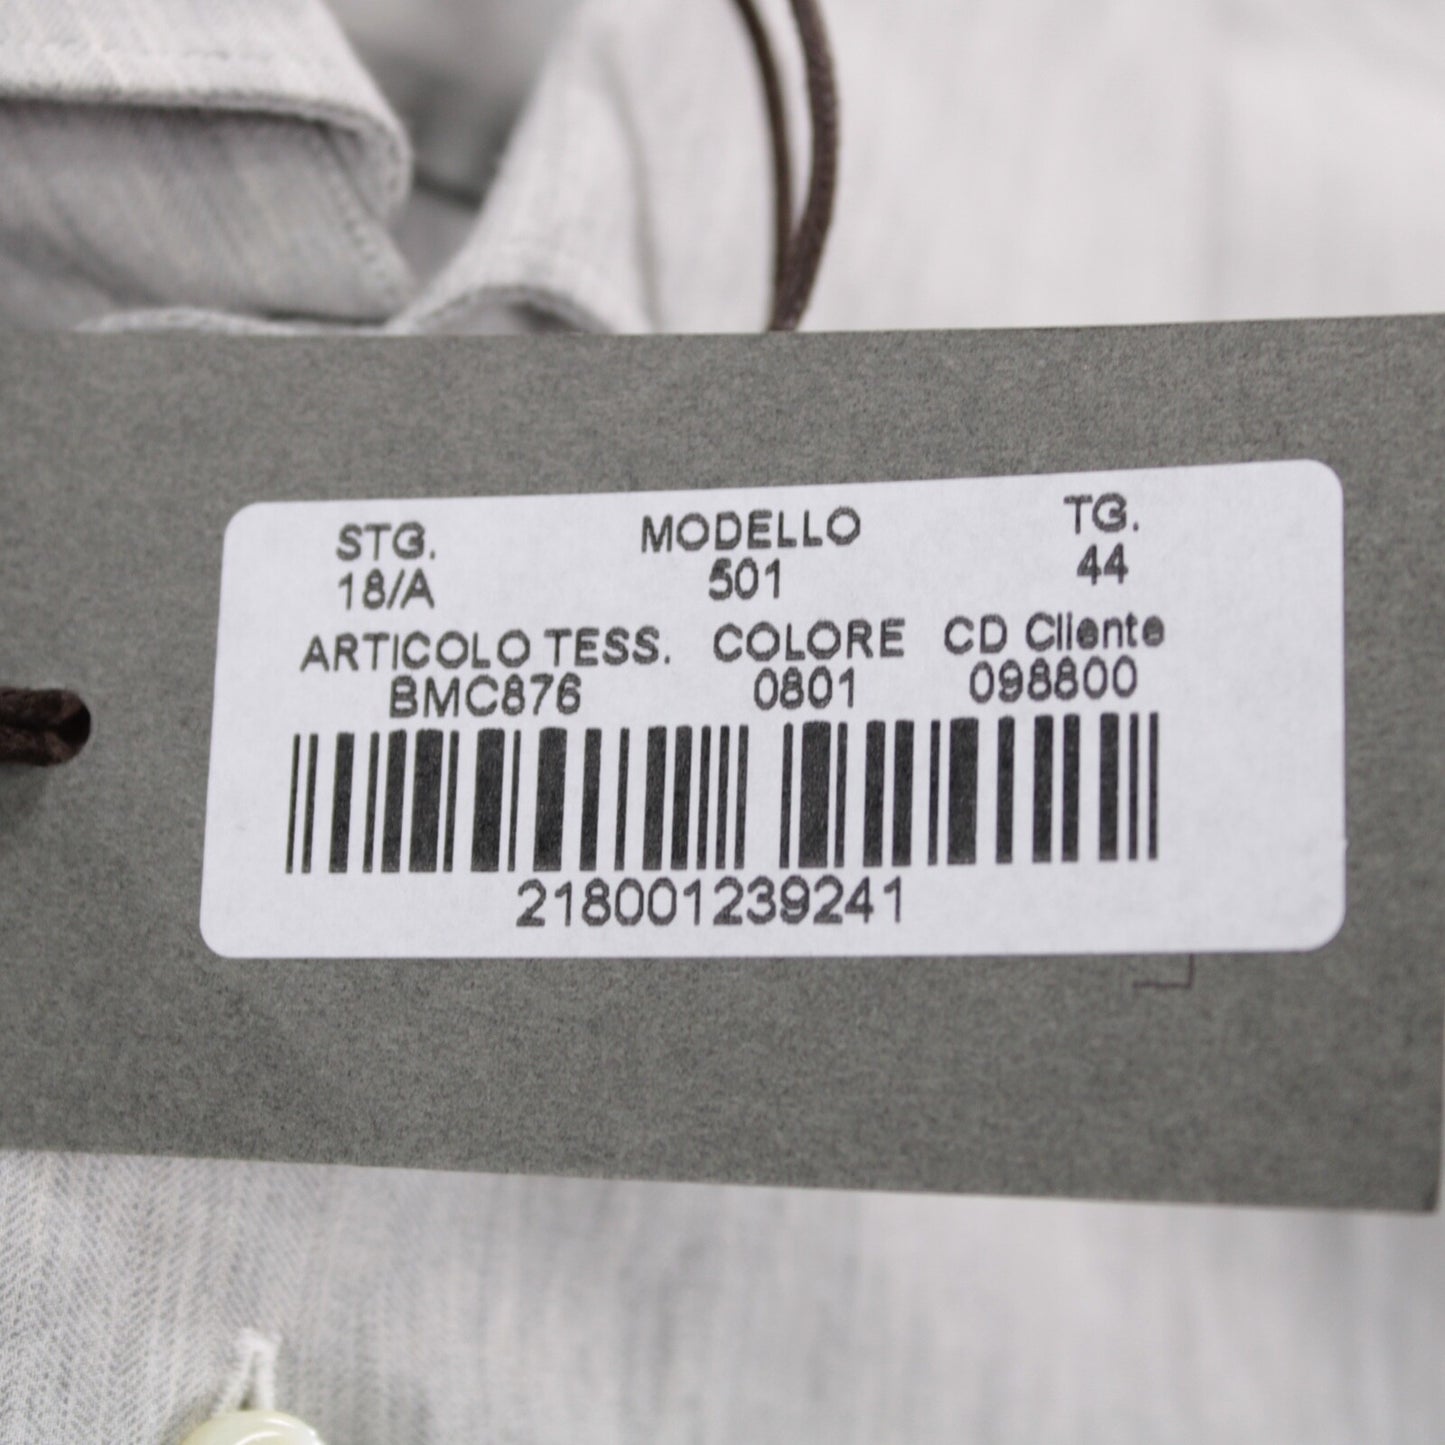 STG. MODELLO TG.
18/A 501 44
ARTICOLO TESS. COLORE CD Cliente
BMC876 0801 098800
218001239241